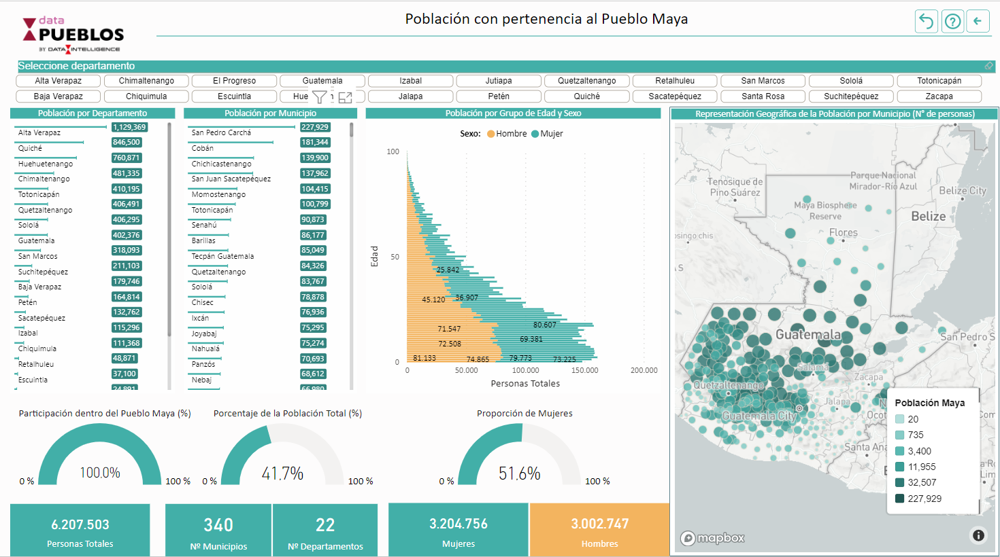 data
PUEBLOS
BY DATA INTELLIGENCE
Población con pertenencia al Pueblo Maya
Seleccione departamento
Alta Verapaz Chimaltenango El Progreso Guatemala Izabal Jutiapa Quetzaltenango Retalhuleu San Marcos Sololá Totonicapán
Baja Verapaz Chiquimula Escuintla Hue Jalapa Petén Quiché Sacatepéquez Santa Rosa Suchitepéquez Zacapa
Población por Departamento
Alta Verapaz 1,129,369
Quiché 846,500
Huehuetenango 760,871
Chimaltenango 481,335
Totonicapán 410,195
Quetzaltenango 406,491
Sololá 406,295
Guatemala 402,376
San Marcos 318,093
Suchitepéquez 211,103
Baja Verapaz 179,746
Petén 164,814
Sacatepéquez 132,762
Izabal 115,296
Chiquimula 111,368
Retalhuleu 48,871
Escuintla 37,100
24,891
Población por Municipio
San Pedro Carchá 227,929
Cobán 181,344
Chichicastenango 139,900
San Juan Sacatepéquez 137,962
Momostenango 104,415
Totonicapán 100,799
Senahú 90,873
Barillas 86,177
Tecpán Guatemala 85,049
Quetzaltenango 84,326
Sololá 83,767
Chisec 78,878
Ixcán 76,936
Joyabaj 75,295
Nahualá 75,274
Panzós 70,693
Nebaj 68,612
66,980
Población por Grupo de Edad y Sexo
Sexo: Hombre Mujer
100
50
0
Edad
25.842
45.120 36.907
71.547 80.607
72.508 69.381
81.133 74.865 79.773 73.225
0 50.000 100.000 150.000 200.000
Personas Totales
Representación Geográfica de la Población por Municipio (N° de personas)
Tenosique de
Pino Suárez
Parque Nacional
Mirador-Río Azul
Maya Biosphere
Reserve
Belize City
Belize
Flores
osingo chis
Guatemala
San Pedro S
Salamá
Zacapa
Quetzaltenango
Jalapa
Guatemala City
Ocot
Santa Ana
Com
Lim
Población Maya
20
735
3,400
11,955
32,507
227,929
mapbox
Participación dentro del Pueblo Maya (%)
100,0%
0 % 100 %
Porcentaje de la Población Total (%)
41,7%
0 % 100 %
Proporción de Mujeres
51,6%
0 % 100 %
6.207.503
Personas Totales
340
Nº Municipios
22
Nº Departamentos
3.204.756
Mujeres
3.002.747
Hombres